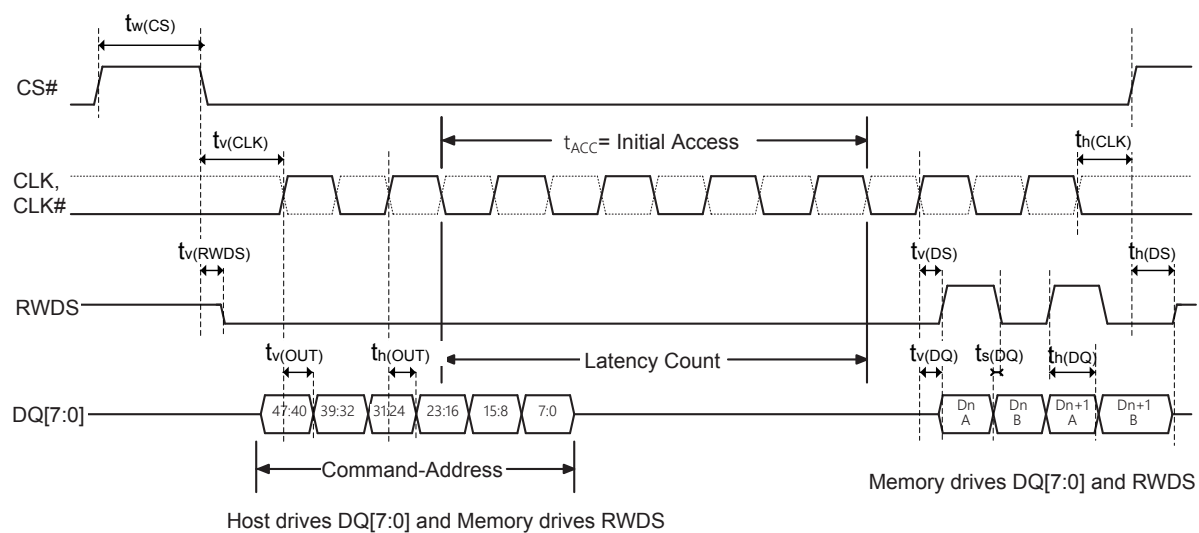 tw(CS)
CS#
tv(CLK)
tACC= Initial Access
th(CLK)
CLK,
CLK#
tv(RWDS)
tv(DS)
th(DS)
RWDS
tv(OUT)
th(OUT)
Latency Count
tv(DQ)
ts(DQ)
th(DQ)
DQ[7:0]
47:40
39:32
31:24
23:16
15:8
7:0
Dn
A
Dn
B
Dn+1
A
Dn+1
B
Command-Address
Memory drives DQ[7:0] and RWDS
Host drives DQ[7:0] and Memory drives RWDS